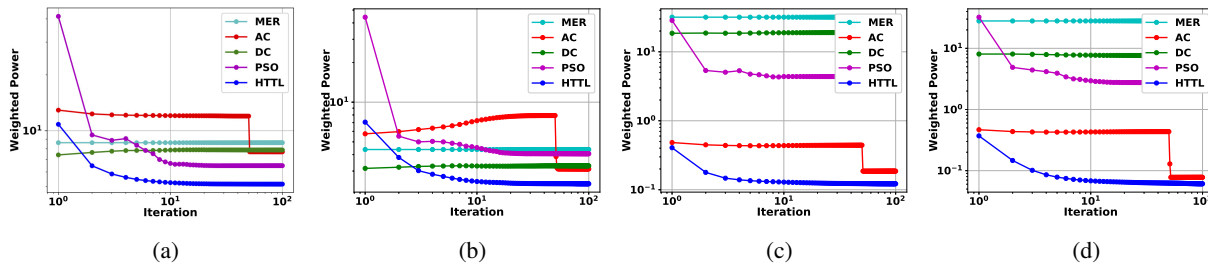 Weighted Power
10¹
10⁰
10¹
10²
Iteration
MER
AC
DC
PSO
HTTL
(a)
Weighted Power
10¹
10⁰
10¹
10²
Iteration
MER
AC
DC
PSO
HTTL
(b)
Weighted Power
10¹
10⁰
10⁻¹
10⁰
10¹
10²
Iteration
MER
AC
DC
PSO
HTTL
(c)
Weighted Power
10¹
10⁰
10⁻¹
10⁰
10¹
10²
Iteration
MER
AC
DC
PSO
HTTL
(d)